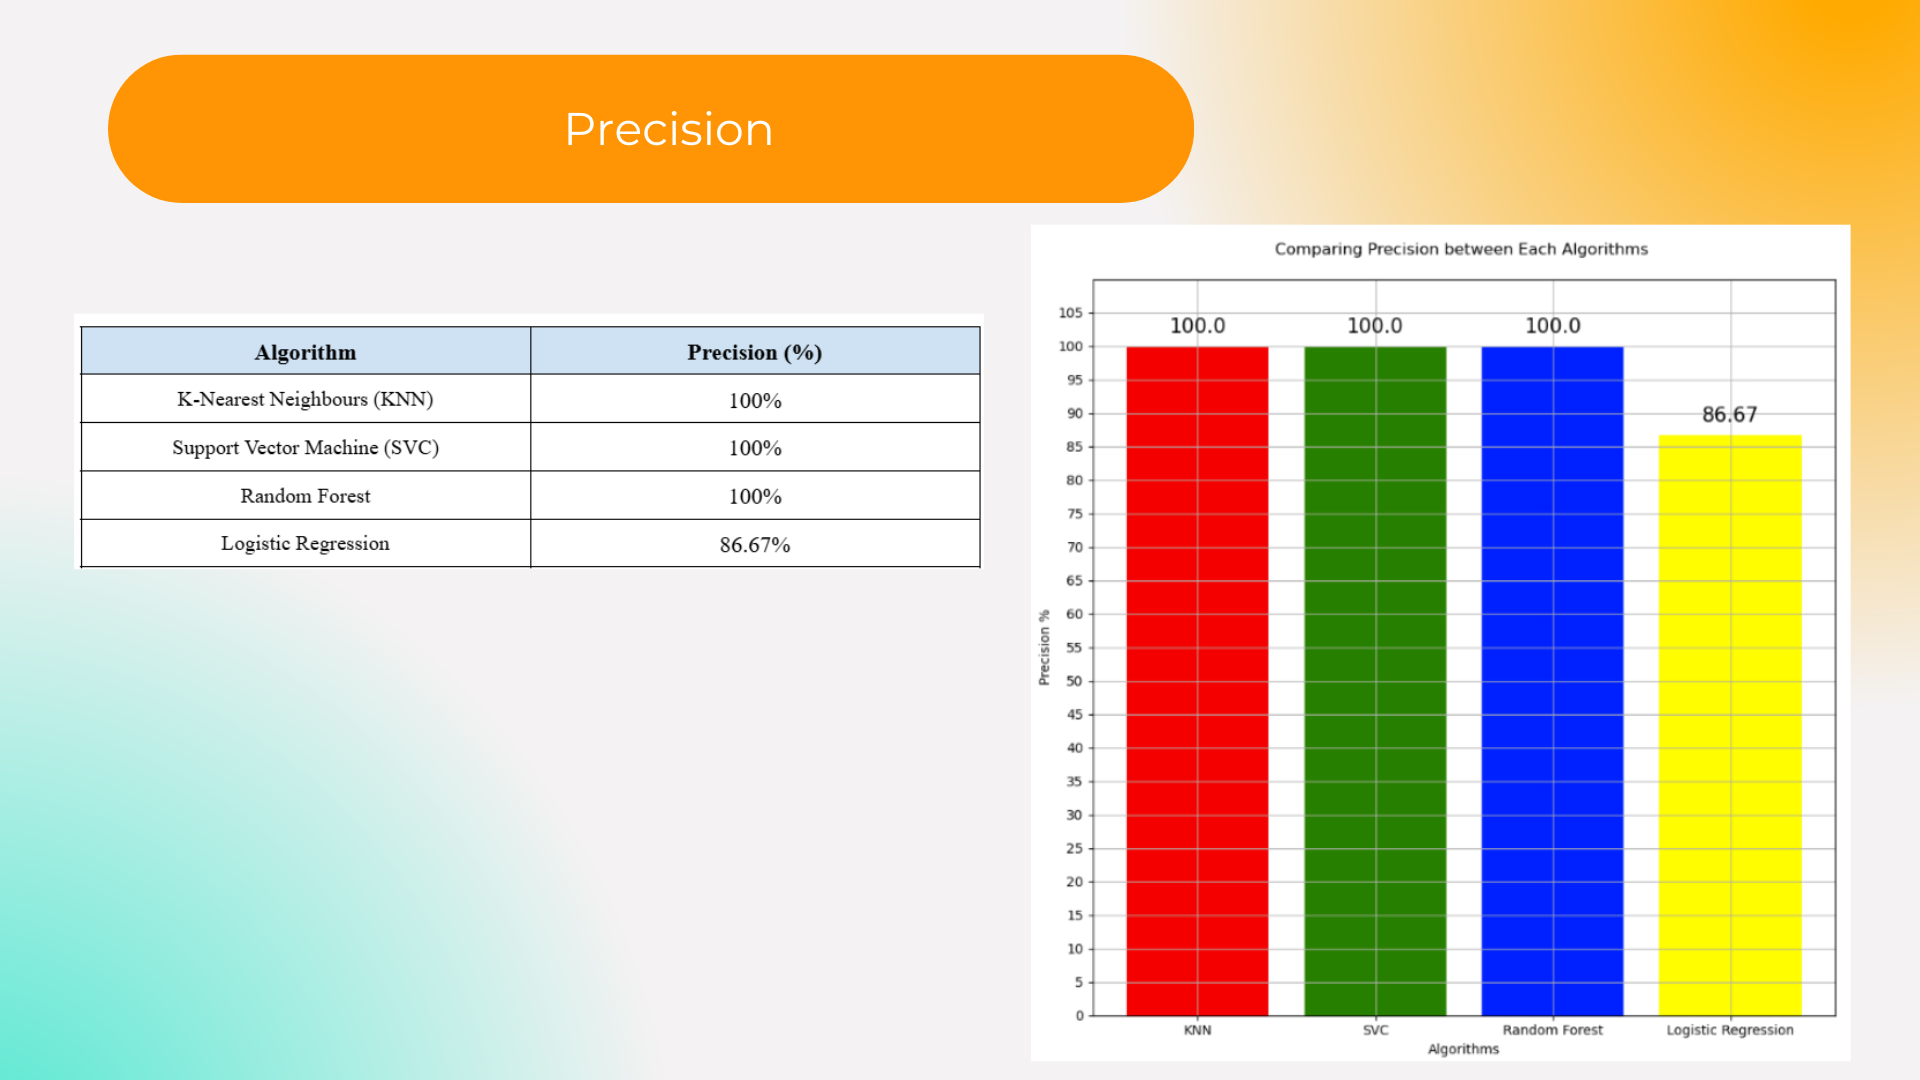 Precision
Algorithm Precision (%)
K-Nearest Neighbours (KNN) 100%
Support Vector Machine (SVC) 100%
Random Forest 100%
Logistic Regression 86.67%
Comparing Precision between Each Algorithms
105
100.0 100.0 100.0
100
95
90
86.67
85
80
75
70
65
60
55
50
45
40
35
30
25
20
15
10
5
0
Precision %
KNN SVC Random Forest Logistic Regression
Algorithms